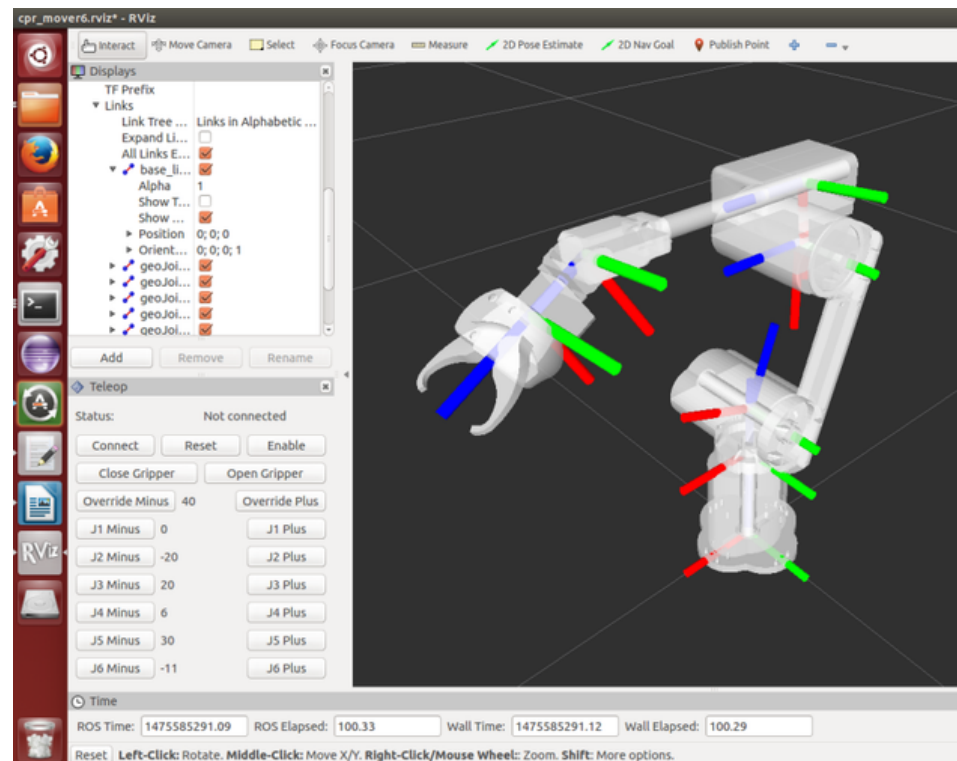 cpr_mover6.rviz* - RViz
Interact Move Camera Select Focus Camera Measure 2D Pose Estimate 2D Nav Goal Publish Point
Displays
TF Prefix
Links
Link Tree ... Links in Alphabetic ...
Expand Li...
All Links E...
base_li...
Alpha 1
Show T...
Show ...
Position 0; 0; 0
Orient... 0; 0; 0; 1
geoJoi...
geoJoi...
geoJoi...
geoJoi...
Add Remove Rename
Teleop
Status: Not connected
Connect Reset Enable
Close Gripper Open Gripper
Override Minus 40 Override Plus
J1 Minus 0 J1 Plus
J2 Minus -20 J2 Plus
J3 Minus 20 J3 Plus
J4 Minus 6 J4 Plus
J5 Minus 30 J5 Plus
RViz
J6 Minus -11 J6 Plus
Time
ROS Time: 1475585291.09 ROS Elapsed: 100.33 Wall Time: 1475585291.12 Wall Elapsed: 100.29
Reset Left-Click: Rotate. Middle-Click: Move X/Y. Right-Click/Mouse Wheel:: Zoom. Shift: More options.